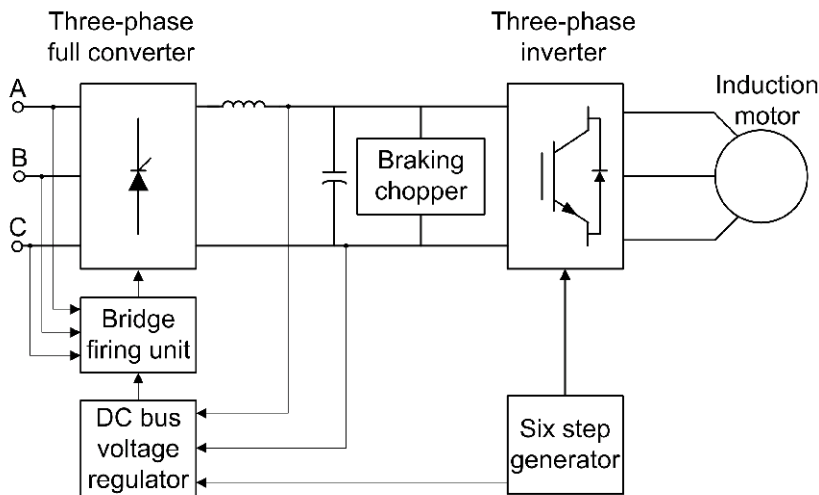 Three-phase
full converter
Three-phase
inverter
Induction
motor
A
B
C
Braking
chopper
Bridge
firing unit
DC bus
voltage
regulator
Six step
generator